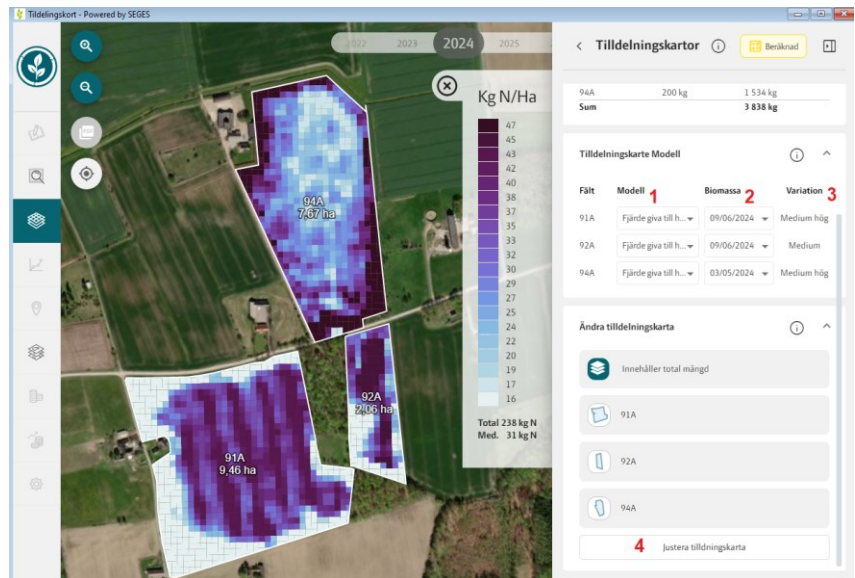 Tildelingskort - Powered by SEGES
2022 2023 2024 2025
Tilldelningskartor
Beräknad
Kg N/Ha
47
45
43
42
40
38
37
35
33
32
30
29
27
25
24
22
20
19
17
16
Total 238 kg N
Med. 31 kg N
94A
7,67 ha
92A
2,06 ha
91A
9,46 ha
94A 200 kg 1 534 kg
Sum 3 838 kg
Tilldelningskarte Modell
Fält Modell 1 Biomassa 2 Variation 3
91A Fjärde giva till h... 09/06/2024 Medium hög
92A Fjärde giva till h... 09/06/2024 Medium
94A Fjärde giva till h... 03/05/2024 Medium hög
Ändra tilldelningskarta
Innehåller total mängd
91A
92A
94A
4 Justera tilldningskarta